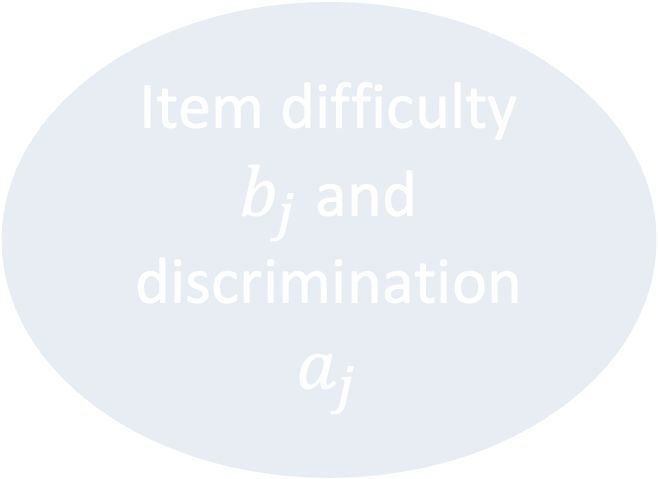 Item difficulty
b_j and
discrimination
a_j